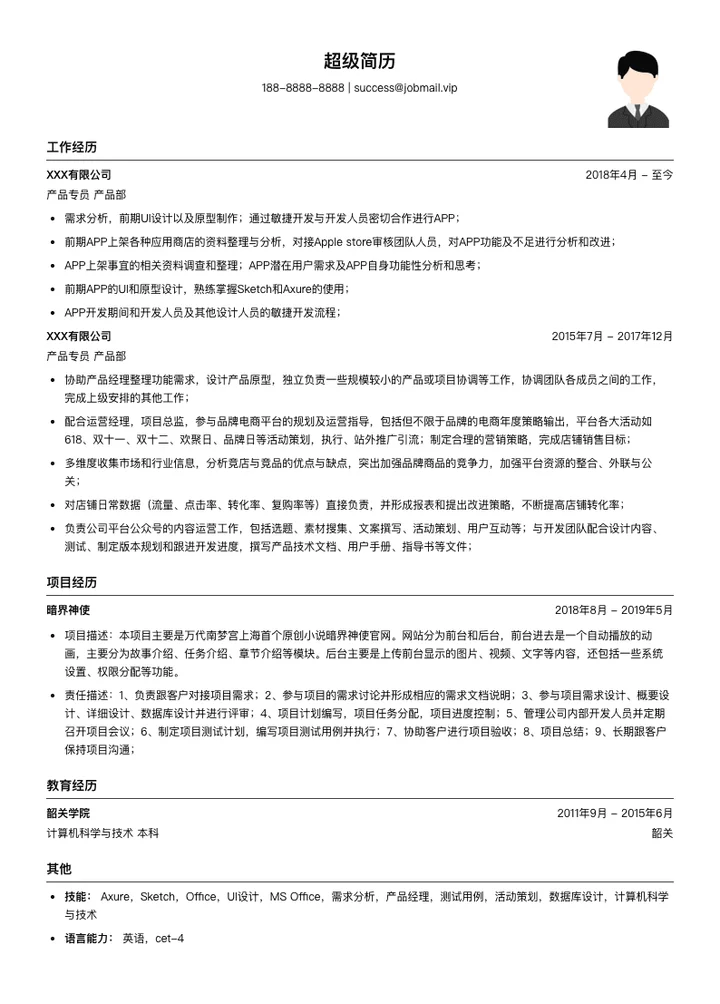 超级简历
188-8888-8888 | success@jobmail.vip
工作经历
XXX有限公司 2018年4月 - 至今
产品专员 产品部
• 需求分析，前期UI设计以及原型制作；通过敏捷开发与开发人员密切合作进行APP；
• 前期APP上架各种应用商店的资料整理与分析，对接Apple store审核团队人员，对APP功能及不足进行分析和改进；
• APP上架事宜的相关资料调查和整理；APP潜在用户需求及APP自身功能性分析和思考；
• 前期APP的UI和原型设计，熟练掌握Sketch和Axure的使用；
• APP开发期间和开发人员及其他设计人员的敏捷开发流程；
XXX有限公司 2015年7月 - 2017年12月
产品专员 产品部
• 协助产品经理整理功能需求，设计产品原型，独立负责一些规模较小的产品或项目协调等工作，协调团队各成员之间的工作，
完成上级安排的其他工作；
• 配合运营经理，项目总监，参与品牌电商平台的规划及运营指导，包括但不限于品牌的电商年度策略输出，平台各大活动如
618、双十一、双十二、欢聚日、品牌日等活动策划，执行、站外推广引流；制定合理的营销策略，完成店铺销售目标；
• 多维度收集市场和行业信息，分析竞店与竞品的优点与缺点，突出加强品牌商品的竞争力，加强平台资源的整合、外联与公
关；
• 对店铺日常数据（流量、点击率、转化率、复购率等）直接负责，并形成报表和提出改进策略，不断提高店铺转化率；
• 负责公司平台公众号的内容运营工作，包括选题、素材搜集、文案撰写、活动策划、用户互动等；与开发团队配合设计内容、
测试、制定版本规划和跟进开发进度，撰写产品技术文档、用户手册、指导书等文件；
项目经历
暗界神使 2018年8月 - 2019年5月
• 项目描述：本项目主要是万代南梦宫上海首个原创小说暗界神使官网。网站分为前台和后台，前台进去是一个自动播放的动
画，主要分为故事介绍、任务介绍、章节介绍等模块。后台主要是上传前台显示的图片、视频、文字等内容，还包括一些系统
设置、权限分配等功能。
• 责任描述：1、负责跟客户对接项目需求；2、参与项目的需求讨论并形成相应的需求文档说明；3、参与项目需求设计、概要设
计、详细设计、数据库设计并进行评审；4、项目计划编写，项目任务分配，项目进度控制；5、管理公司内部开发人员并定期
召开项目会议；6、制定项目测试计划，编写项目测试用例并执行；7、协助客户进行项目验收；8、项目总结；9、长期跟客户
保持项目沟通；
教育经历
韶关学院 2011年9月 - 2015年6月
计算机科学与技术 本科 韶关
其他
• 技能： Axure，Sketch，Office，UI设计，MS Office，需求分析，产品经理，测试用例，活动策划，数据库设计，计算机科学
与技术
• 语言能力： 英语，cet-4